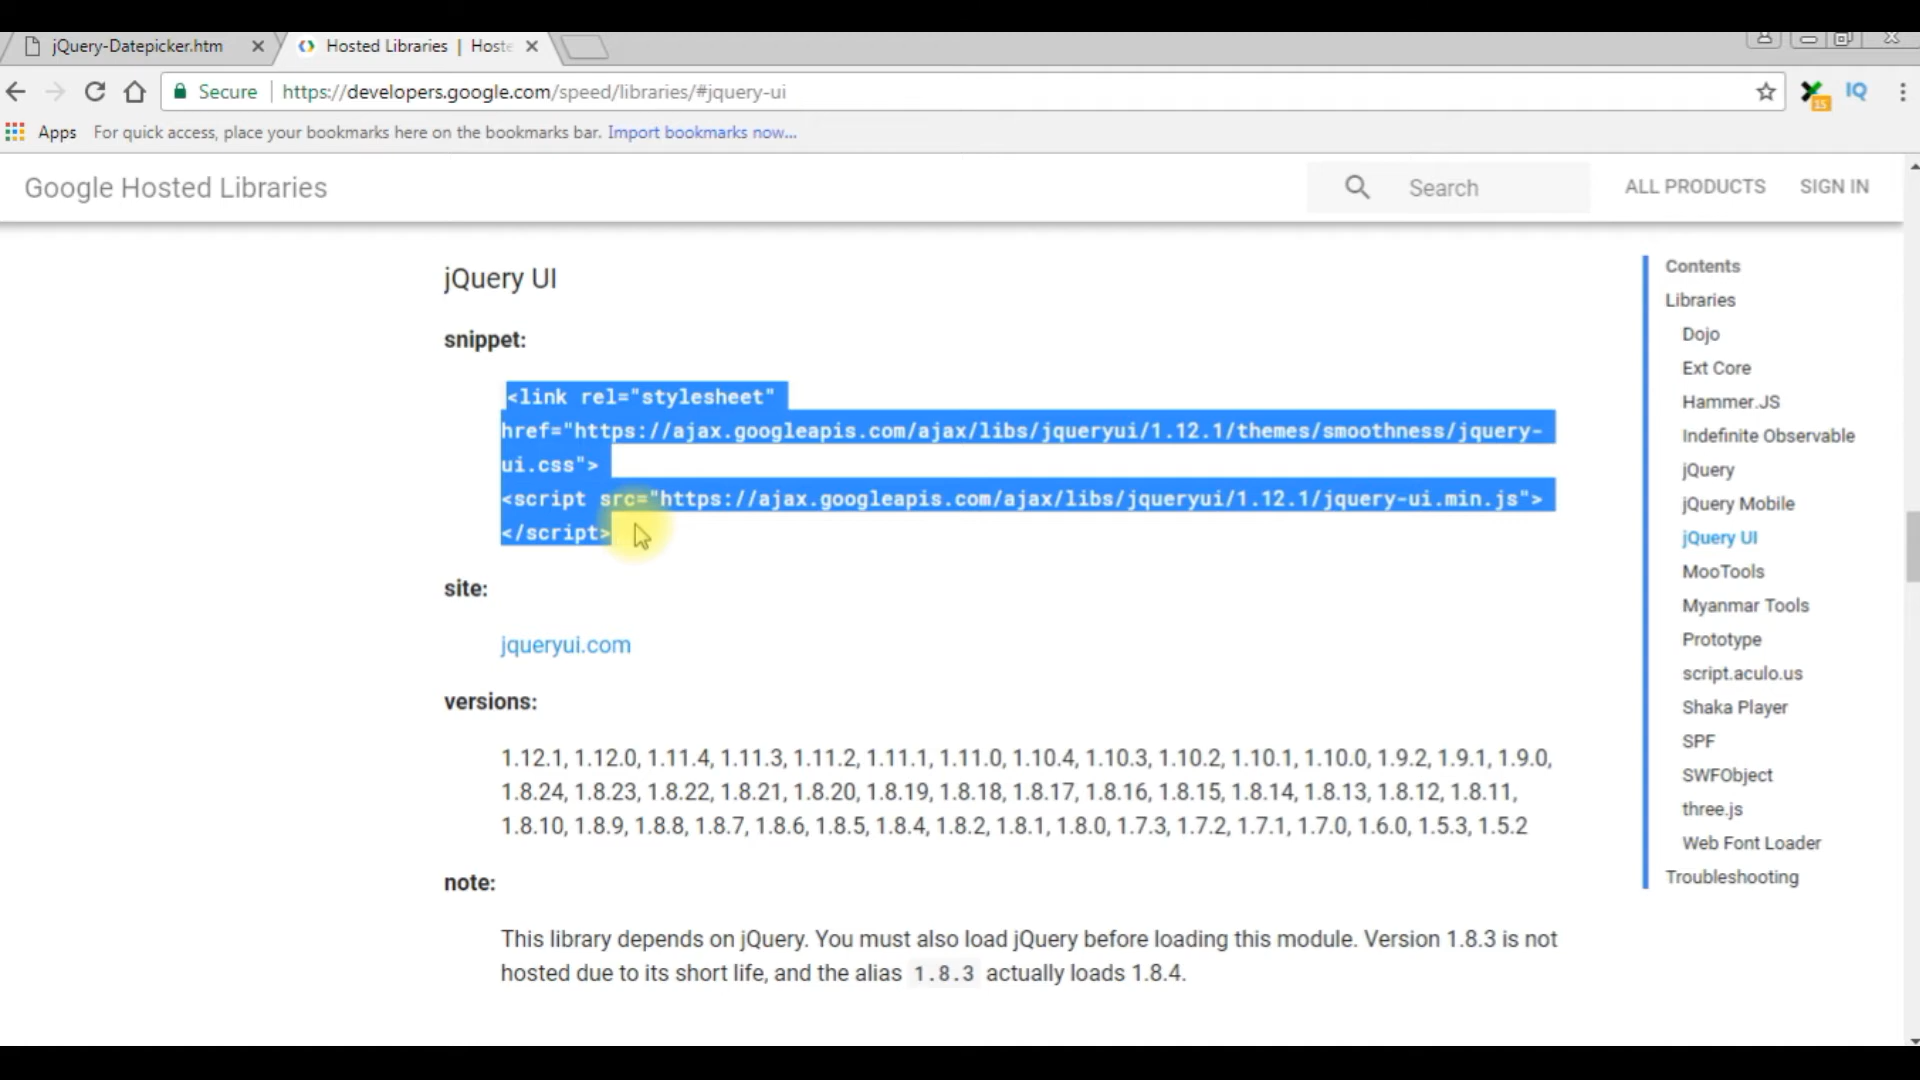 jQuery-Datepicker.htm
Hosted Libraries | Hoste
Secure https://developers.google.com/speed/libraries/#jquery-ui
15 IQ
Apps For quick access, place your bookmarks here on the bookmarks bar. Import bookmarks now...
Google Hosted Libraries
Search
ALL PRODUCTS
SIGN IN
jQuery UI
snippet:
<link rel="stylesheet"
href="https://ajax.googleapis.com/ajax/libs/jqueryui/1.12.1/themes/smoothness/jquery-
ui.css">
<script src="https://ajax.googleapis.com/ajax/libs/jqueryui/1.12.1/jquery-ui.min.js">
</script>
site:
jqueryui.com
versions:
1.12.1, 1.12.0, 1.11.4, 1.11.3, 1.11.2, 1.11.1, 1.11.0, 1.10.4, 1.10.3, 1.10.2, 1.10.1, 1.10.0, 1.9.2, 1.9.1, 1.9.0,
1.8.24, 1.8.23, 1.8.22, 1.8.21, 1.8.20, 1.8.19, 1.8.18, 1.8.17, 1.8.16, 1.8.15, 1.8.14, 1.8.13, 1.8.12, 1.8.11,
1.8.10, 1.8.9, 1.8.8, 1.8.7, 1.8.6, 1.8.5, 1.8.4, 1.8.2, 1.8.1, 1.8.0, 1.7.3, 1.7.2, 1.7.1, 1.7.0, 1.6.0, 1.5.3, 1.5.2
note:
This library depends on jQuery. You must also load jQuery before loading this module. Version 1.8.3 is not
hosted due to its short life, and the alias 1.8.3 actually loads 1.8.4.
Contents
Libraries
Dojo
Ext Core
Hammer.JS
Indefinite Observable
jQuery
jQuery Mobile
jQuery UI
MooTools
Myanmar Tools
Prototype
script.aculo.us
Shaka Player
SPF
SWFObject
three.js
Web Font Loader
Troubleshooting